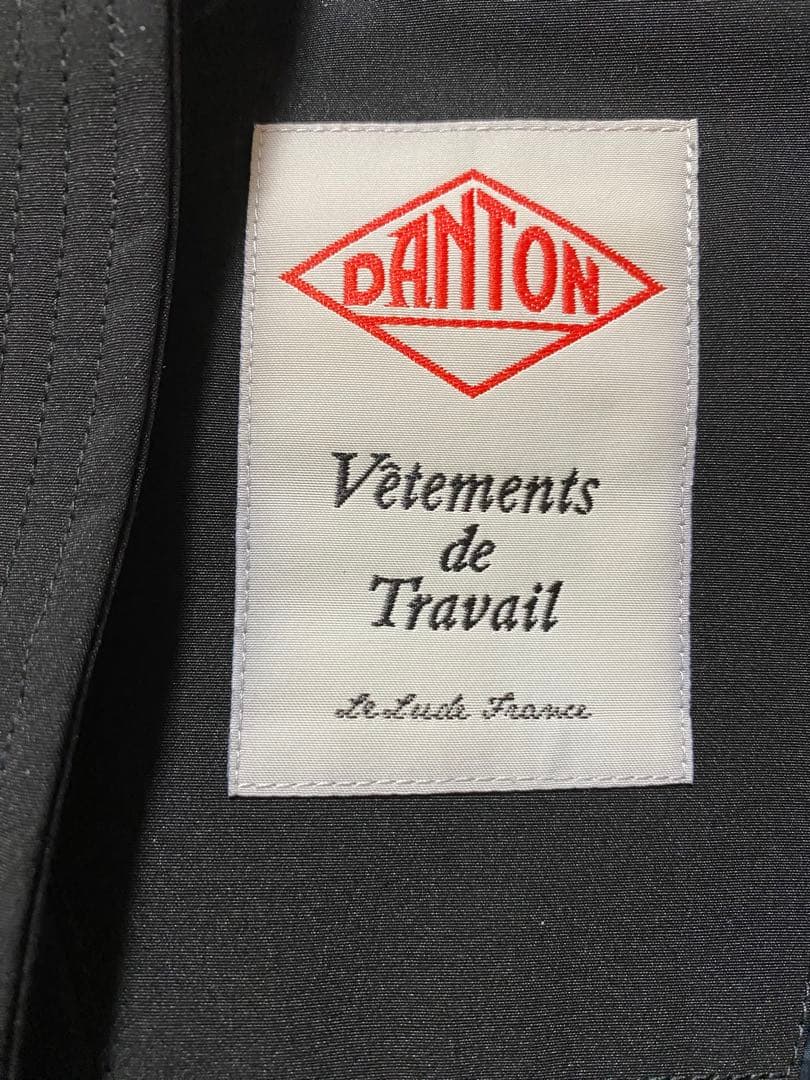 DANTON
Vêtements
de
Travail
Le Lude France